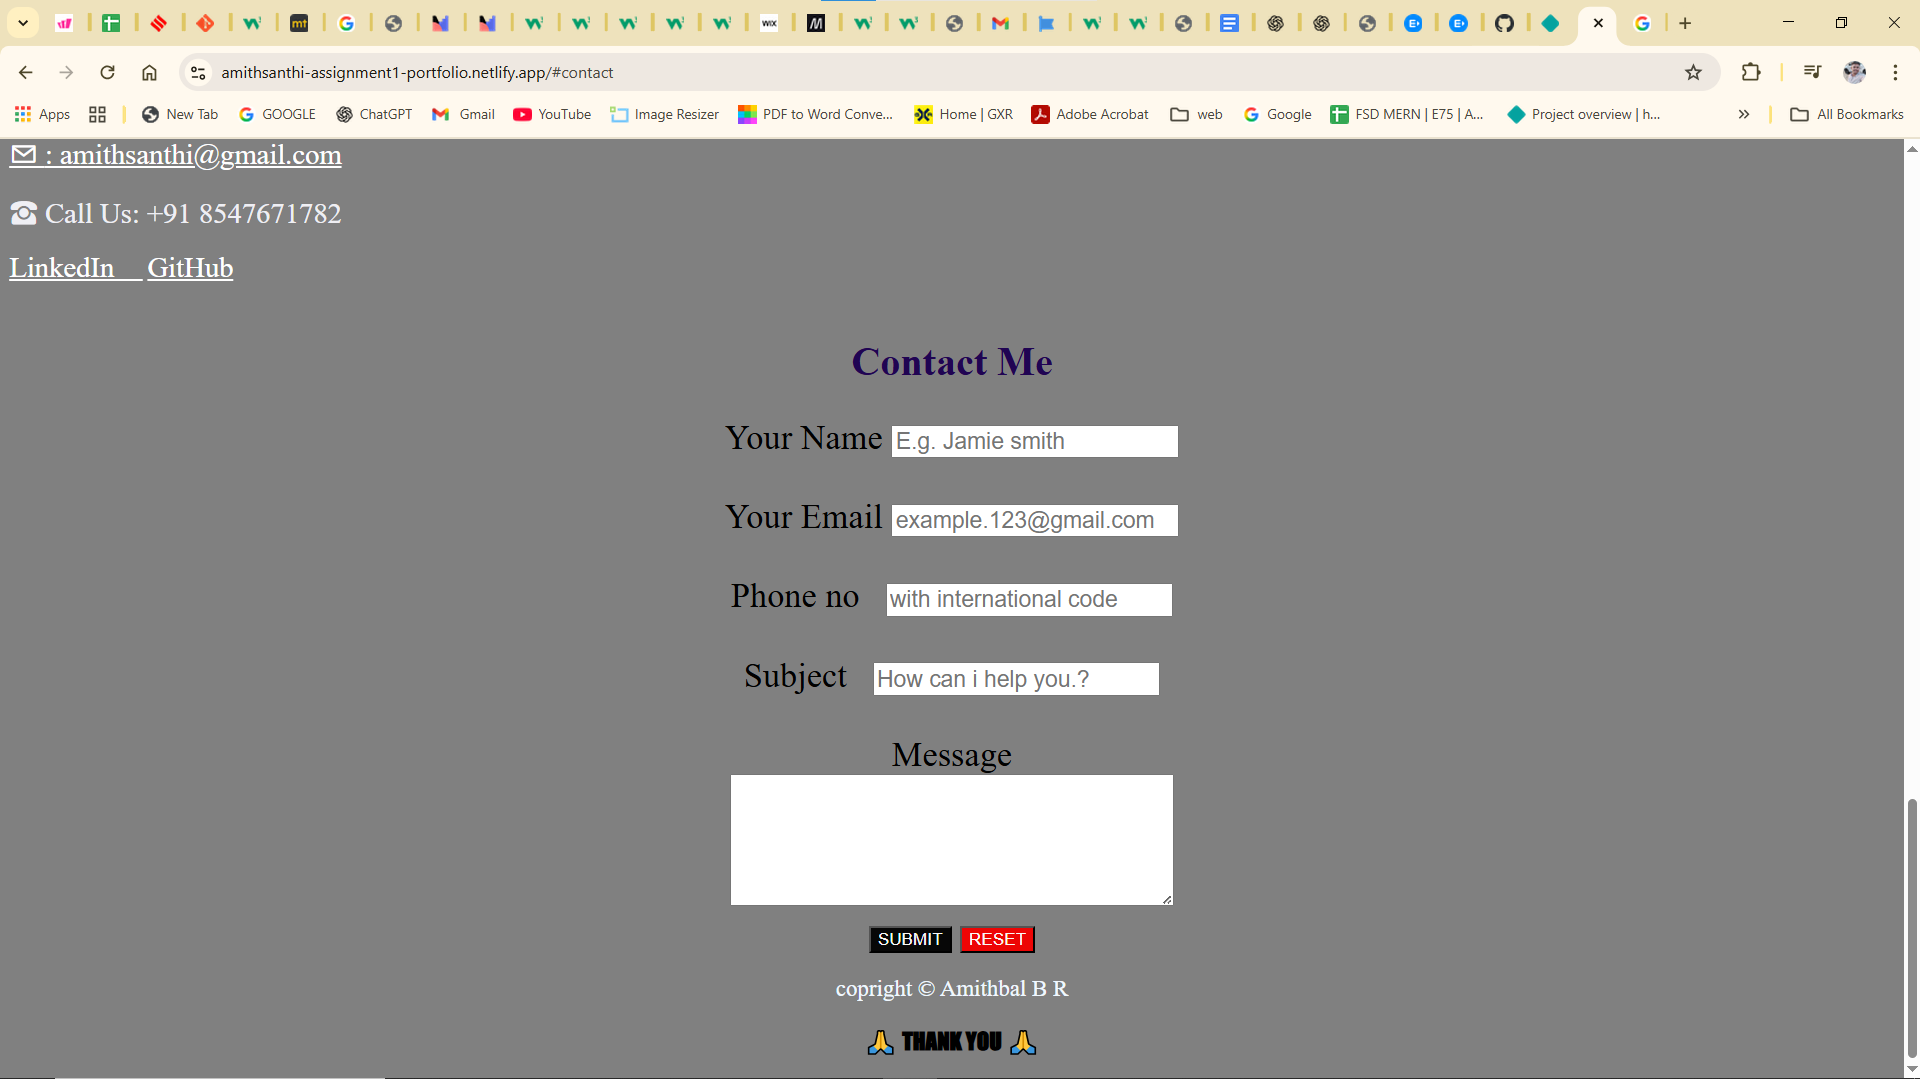 amithsanthi-assignment1-portfolio.netlify.app/#contact
Apps New Tab GOOGLE ChatGPT Gmail YouTube Image Resizer PDF to Word Conve... Home | GXR Adobe Acrobat web Google FSD MERN | E75 | A... Project overview | h... » All Bookmarks
: amithsanthi@gmail.com
Call Us: +91 8547671782
LinkedIn GitHub
Contact Me
Your Name E.g. Jamie smith
Your Email example.123@gmail.com
Phone no with international code
Subject How can i help you.?
Message
SUBMIT RESET
copright © Amithbal B R
🙏 THANK YOU 🙏